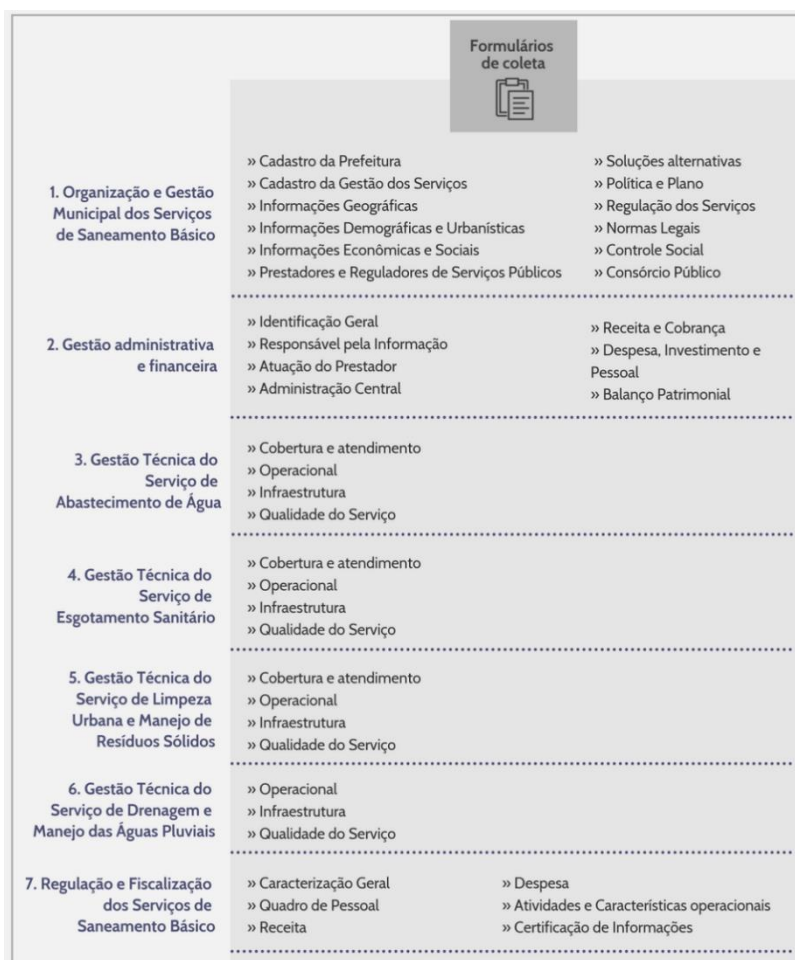 Formulários
de coleta
1. Organização e Gestão
Municipal dos Serviços
de Saneamento Básico
» Cadastro da Prefeitura
» Cadastro da Gestão dos Serviços
» Informações Geográficas
» Informações Demográficas e Urbanísticas
» Informações Econômicas e Sociais
» Prestadores e Reguladores de Serviços Públicos
» Soluções alternativas
» Política e Plano
» Regulação dos Serviços
» Normas Legais
» Controle Social
» Consórcio Público
2. Gestão administrativa
e financeira
» Identificação Geral
» Responsável pela Informação
» Atuação do Prestador
» Administração Central
» Receita e Cobrança
» Despesa, Investimento e
Pessoal
» Balanço Patrimonial
3. Gestão Técnica do
Serviço de
Abastecimento de Água
» Cobertura e atendimento
» Operacional
» Infraestrutura
» Qualidade do Serviço
4. Gestão Técnica do
Serviço de
Esgotamento Sanitário
» Cobertura e atendimento
» Operacional
» Infraestrutura
» Qualidade do Serviço
5. Gestão Técnica do
Serviço de Limpeza
Urbana e Manejo de
Resíduos Sólidos
» Cobertura e atendimento
» Operacional
» Infraestrutura
» Qualidade do Serviço
6. Gestão Técnica do
Serviço de Drenagem e
Manejo das Águas Pluviais
» Operacional
» Infraestrutura
» Qualidade do Serviço
7. Regulação e Fiscalização
dos Serviços de
Saneamento Básico
» Caracterização Geral
» Quadro de Pessoal
» Receita
» Despesa
» Atividades e Características operacionais
» Certificação de Informações